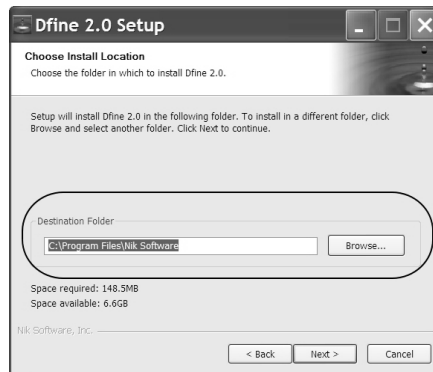 Dfine 2.0 Setup
Choose Install Location
Choose the folder in which to install Dfine 2.0.
Setup will install Dfine 2.0 in the following folder. To install in a different folder, click
Browse and select another folder. Click Next to continue.
Destination Folder
C:\Program Files\Nik Software
Browse...
Space required: 148.5MB
Space available: 6.6GB
Nik Software, Inc.
< Back Next > Cancel